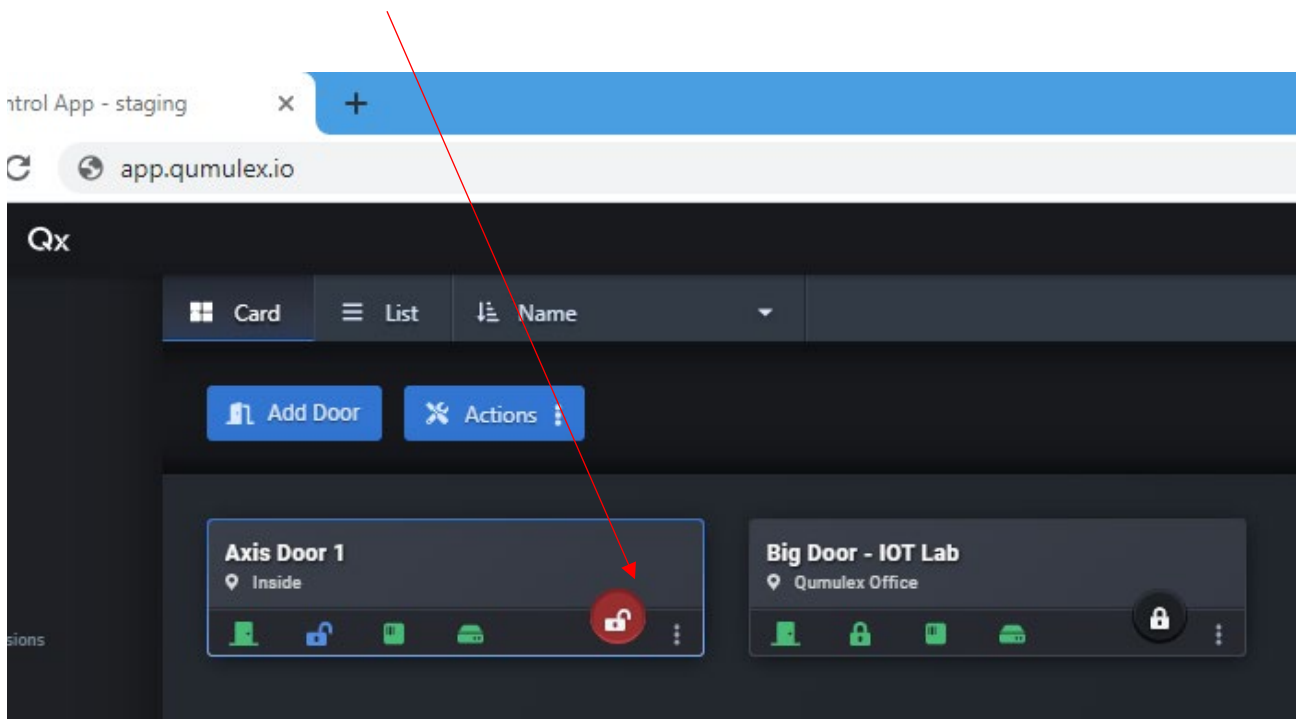 ntrol App - staging
app.qumulex.io
Qx
Card List Name
Add Door Actions
Axis Door 1
Inside
Big Door - IOT Lab
Qumulex Office
sions